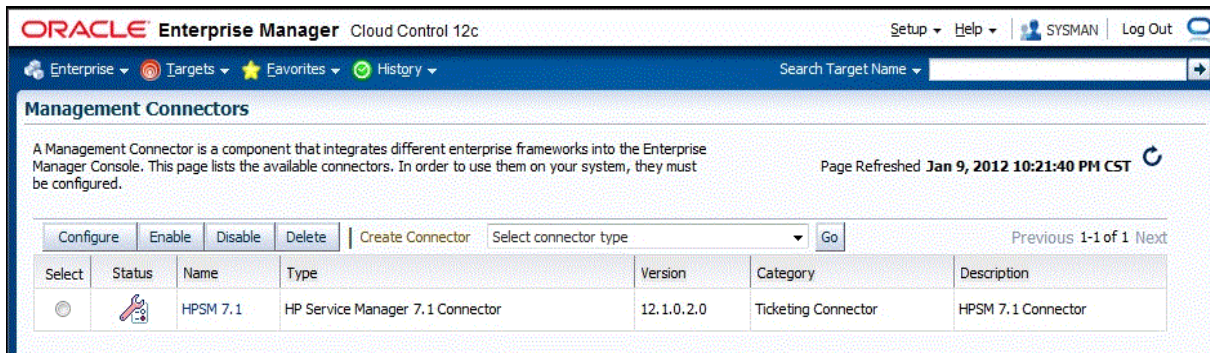 ORACLE Enterprise Manager Cloud Control 12c
Setup Help SYSMAN Log Out
Enterprise Targets Favorites History
Search Target Name
Management Connectors
A Management Connector is a component that integrates different enterprise frameworks into the Enterprise
Manager Console. This page lists the available connectors. In order to use them on your system, they must
be configured.
Page Refreshed Jan 9, 2012 10:21:40 PM CST
Configure Enable Disable Delete Create Connector Select connector type Go Previous 1-1 of 1 Next
Select Status Name Type Version Category Description
HPSM 7.1 HP Service Manager 7.1 Connector 12.1.0.2.0 Ticketing Connector HPSM 7.1 Connector